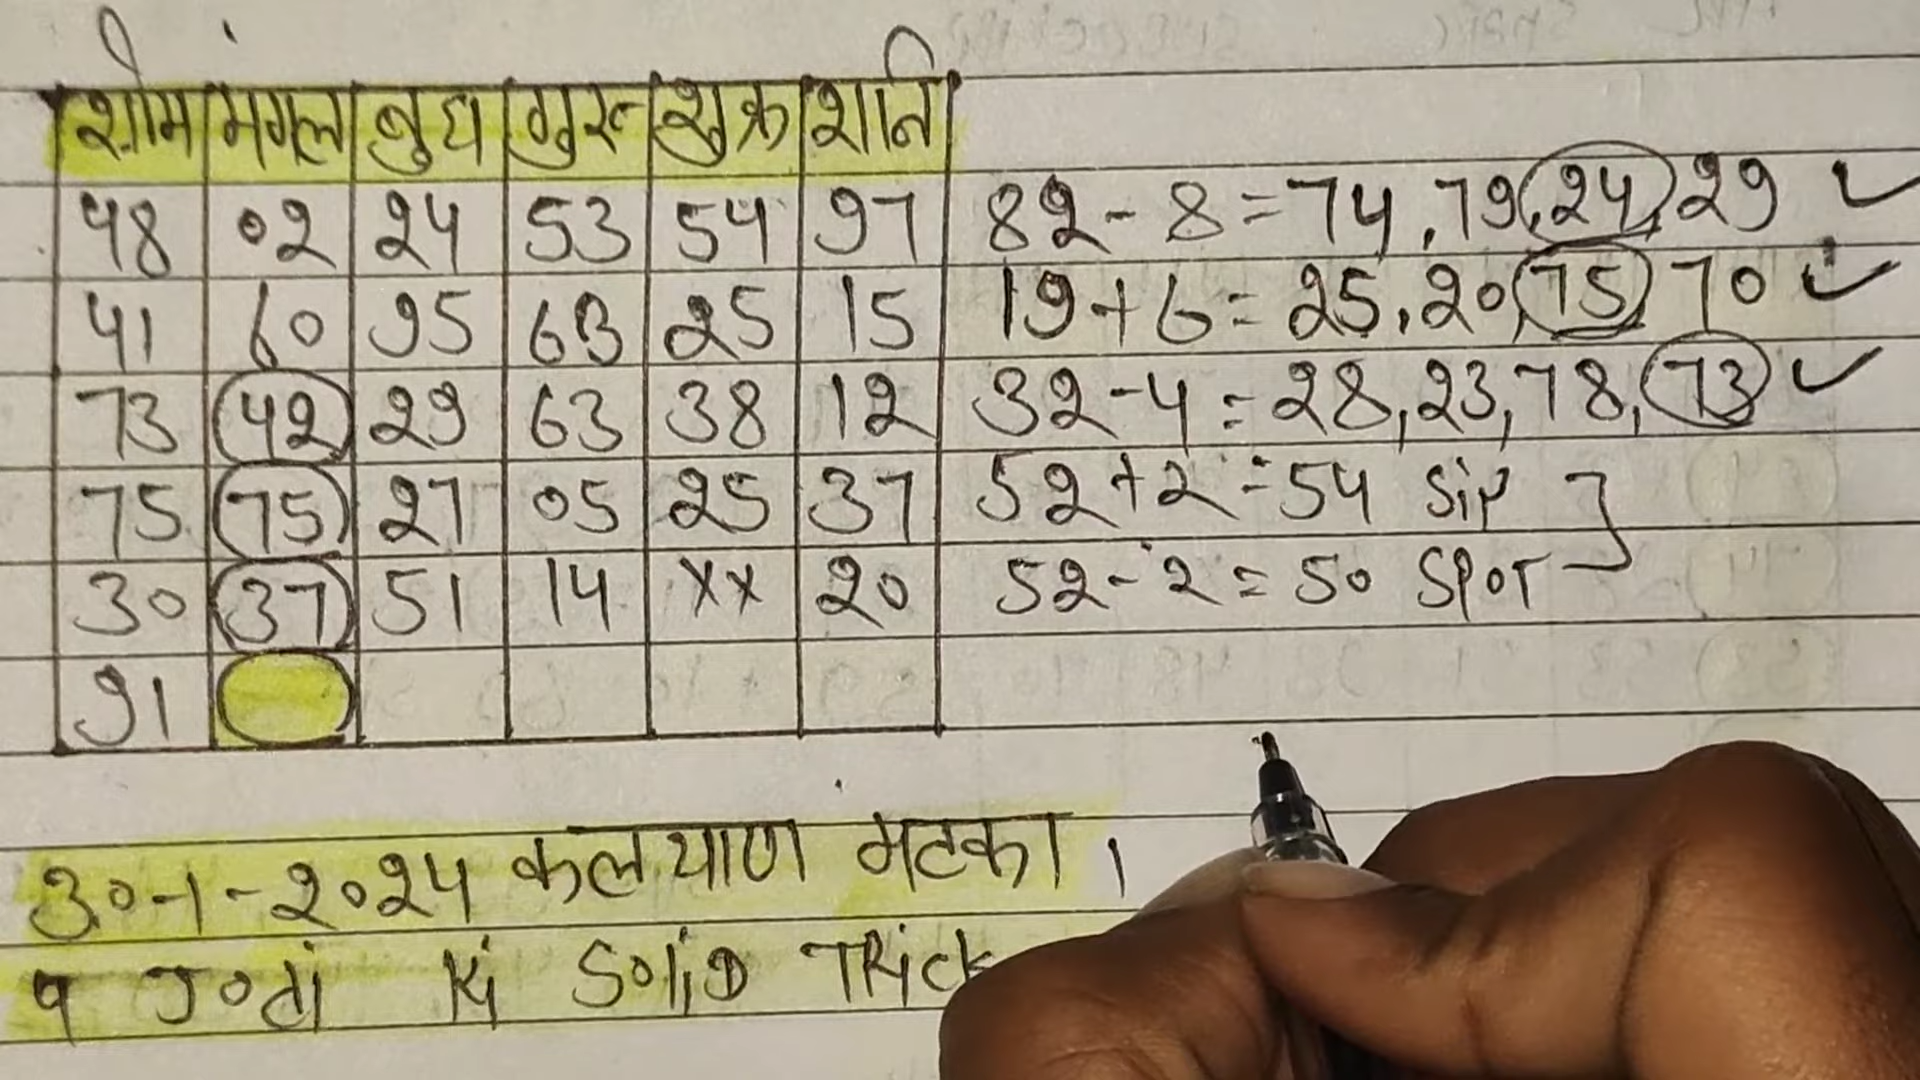 शोम मंगल बुध गुरु शुक्र शनि
48 02 24 53 54 97 82-8=74,79,24,29 ✓
41 60 95 63 25 15 19+6=25,20,75 70 ✓
73 42 29 63 38 12 32-4=28,23,78,73 ✓
75 75 27 05 25 37 52+2=54 Sip
30 37 51 14 xx 20 52-2=50 Spot
91
30-1-2024 कलयाण मटका।
Jodi Ki SoliD TRick